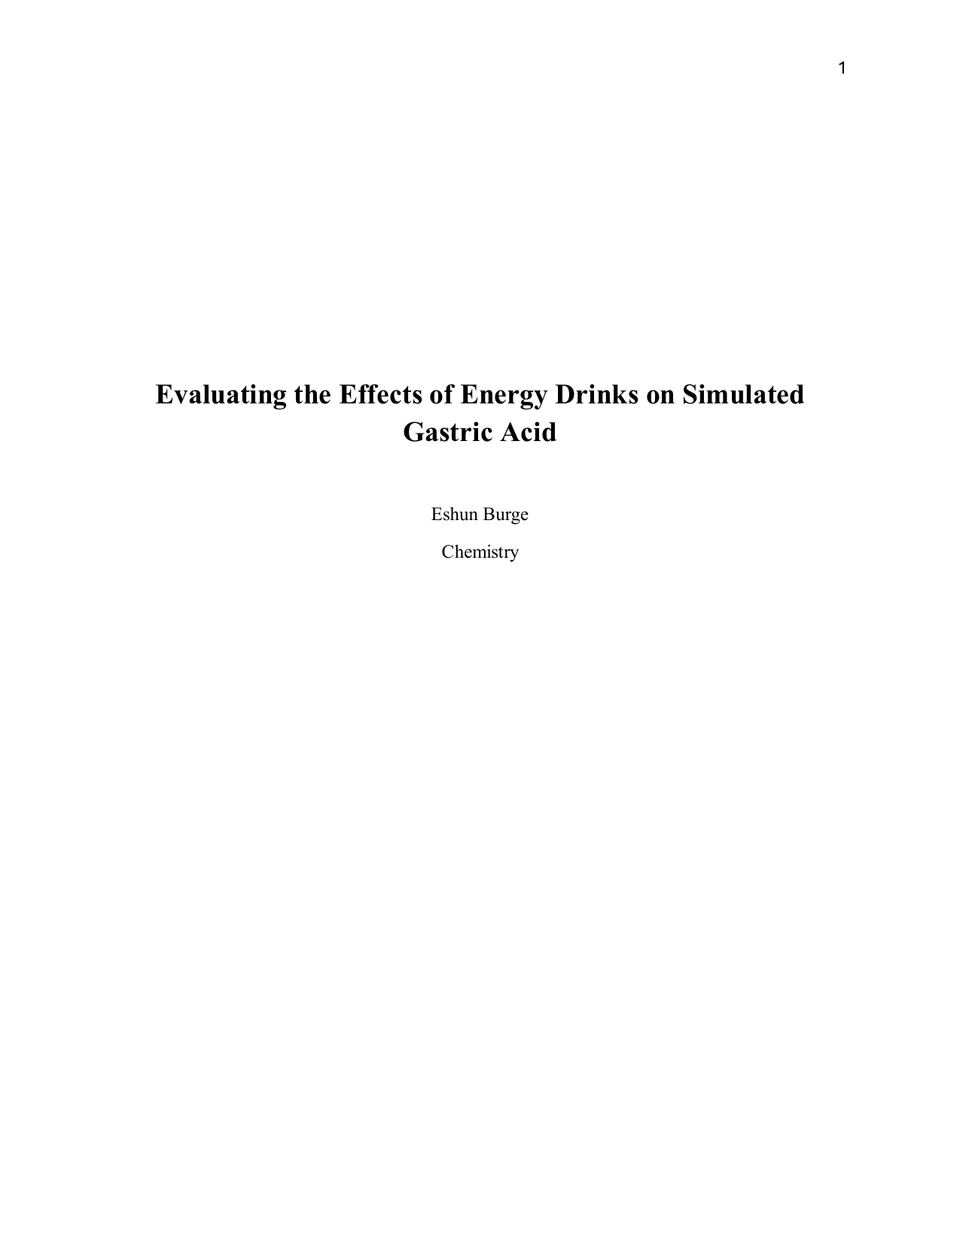 1
Evaluating the Effects of Energy Drinks on Simulated
Gastric Acid
Eshun Burge
Chemistry